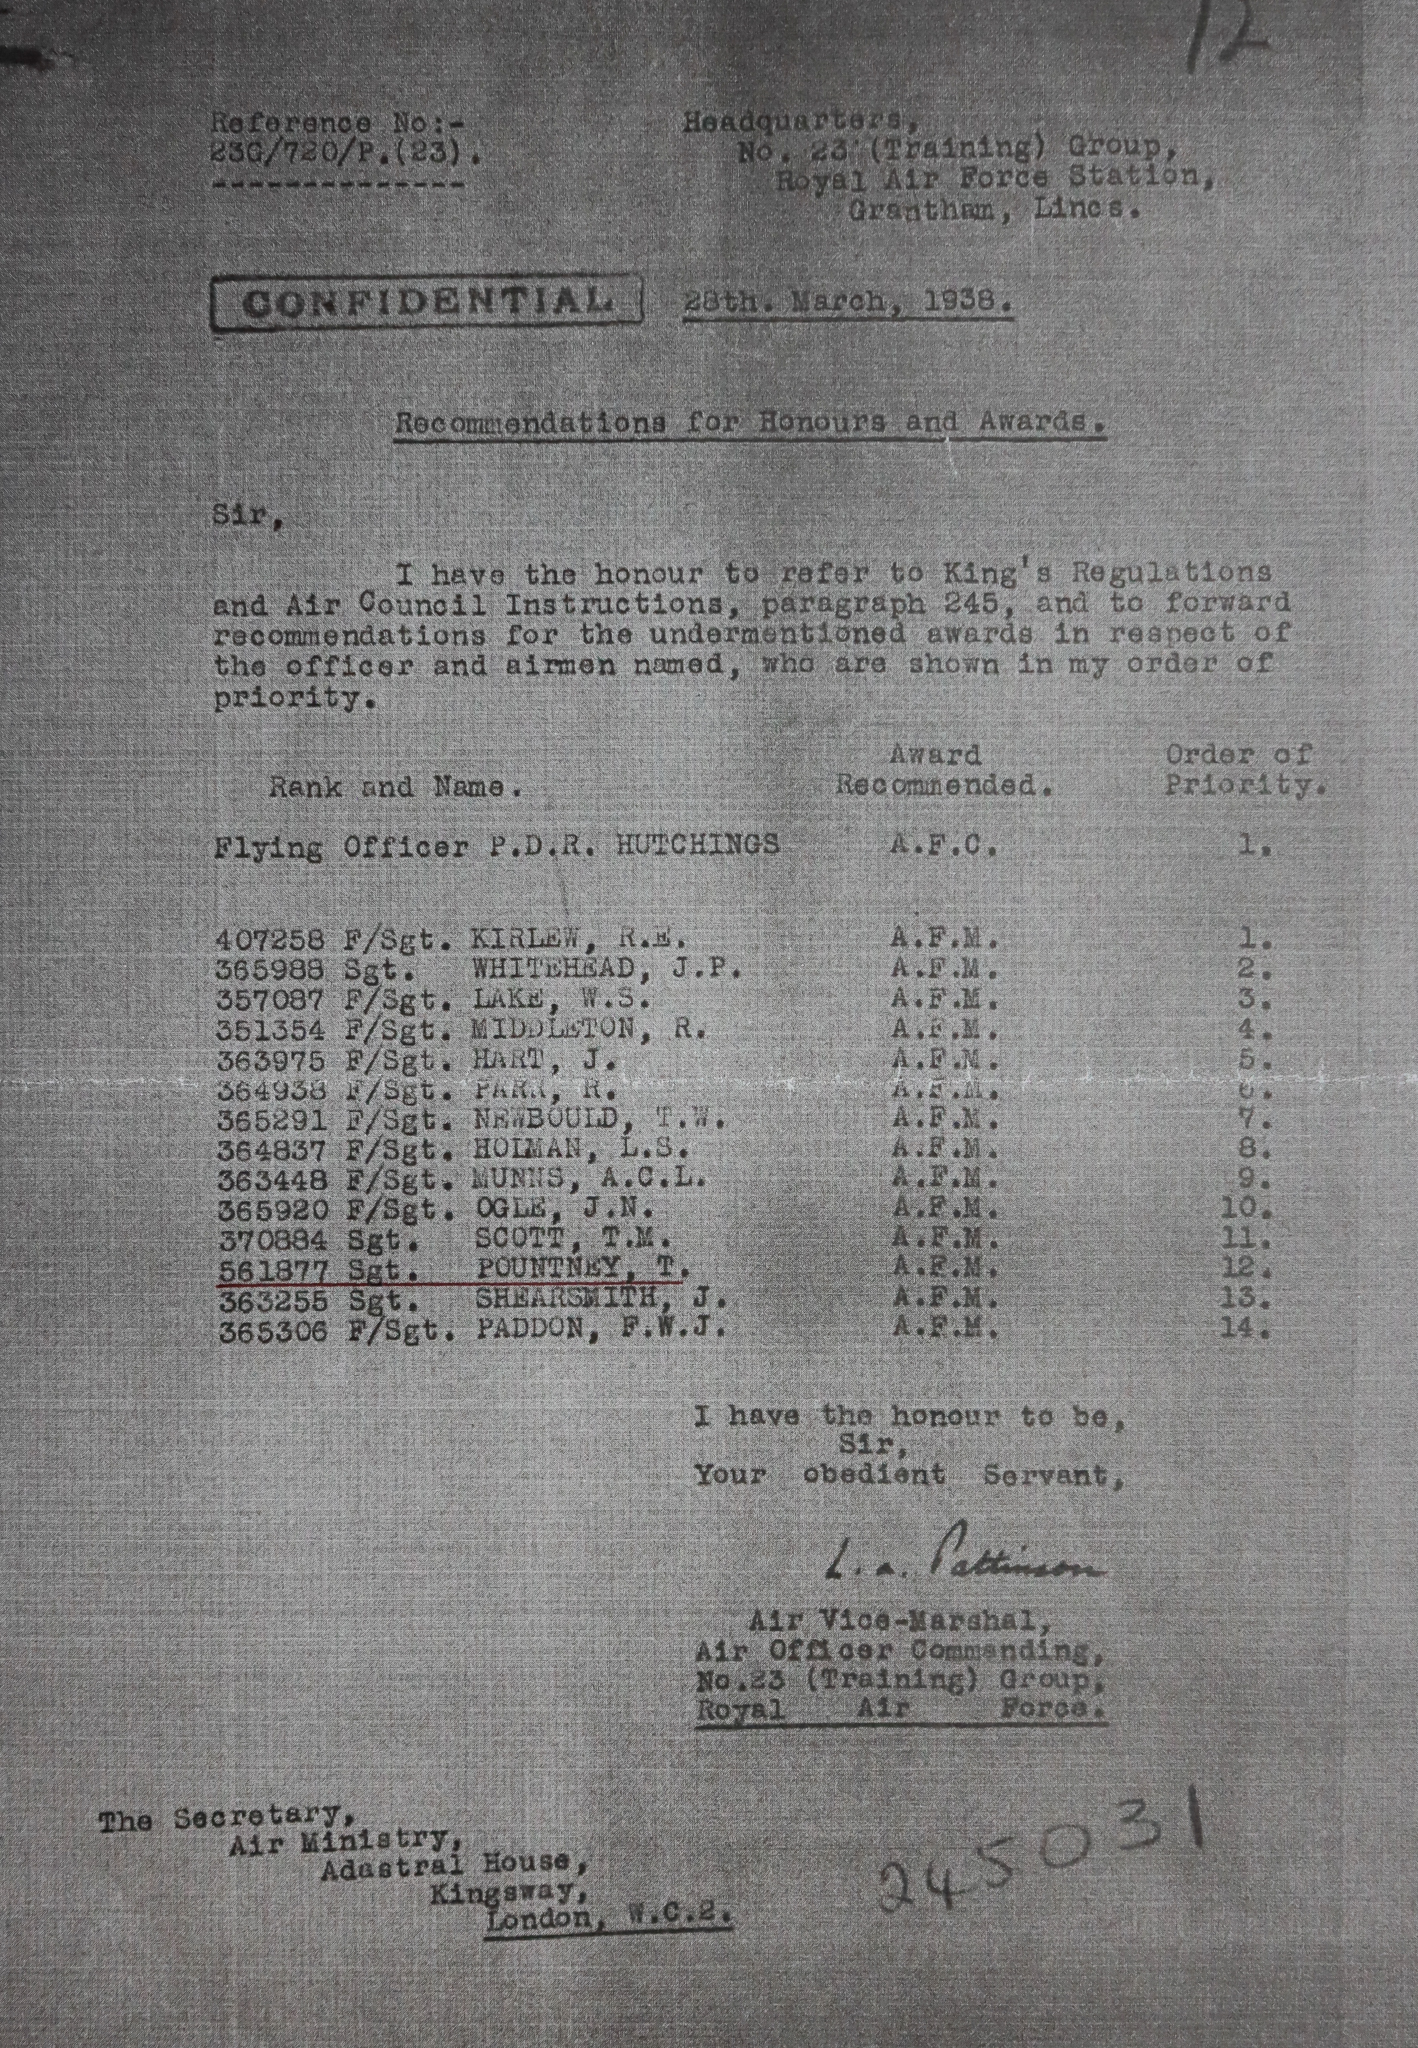 12
Reference No:-
23G/720/P.(23).
--------------
Headquarters,
No. 23 (Training) Group,
Royal Air Force Station,
Grantham, Lincs.
CONFIDENTIAL
28th. March, 1938.
Recommendations for Honours and Awards.
Sir,
I have the honour to refer to King's Regulations
and Air Council Instructions, paragraph 245, and to forward
recommendations for the undermentioned awards in respect of
the officer and airmen named, who are shown in my order of
priority.
Rank and Name. Award Recommended. Order of Priority.
Flying Officer P.D.R. HUTCHINGS A.F.C. 1.
407258 F/Sgt. KIRLEW, R.E. A.F.M. 1.
365988 Sgt. WHITEHEAD, J.P. A.F.M. 2.
357087 F/Sgt. LAKE, W.S. A.F.M. 3.
351354 F/Sgt. MIDDLETON, R. A.F.M. 4.
363975 F/Sgt. HART, J. A.F.M. 5.
364938 F/Sgt. R. A.F.M. 6.
365291 F/Sgt. NEWBOULD, T.W. A.F.M. 7.
364837 F/Sgt. HOLMAN, L.S. A.F.M. 8.
363448 F/Sgt. MUNNS, A.C.L. A.F.M. 9.
365920 F/Sgt. OGLE, J.N. A.F.M. 10.
370884 Sgt. SCOTT, T.M. A.F.M. 11.
561877 Sgt. POUNTNEY, T. A.F.M. 12.
363255 Sgt. SHEARSMITH, J. A.F.M. 13.
365306 F/Sgt. PADDON, F.W.J. A.F.M. 14.
I have the honour to be,
Sir,
Your obedient Servant,
L. A. Pattinson
Air Vice-Marshal,
Air Officer Commanding,
No.23 (Training) Group,
Royal Air Force.
The Secretary,
Air Ministry,
Adastral House,
Kingsway,
London, W.C.2.
245031